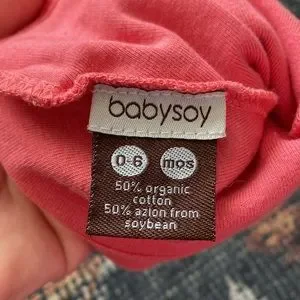 babysoy
0-6 mos
50% organic
cotton
50% azlon from
soybean